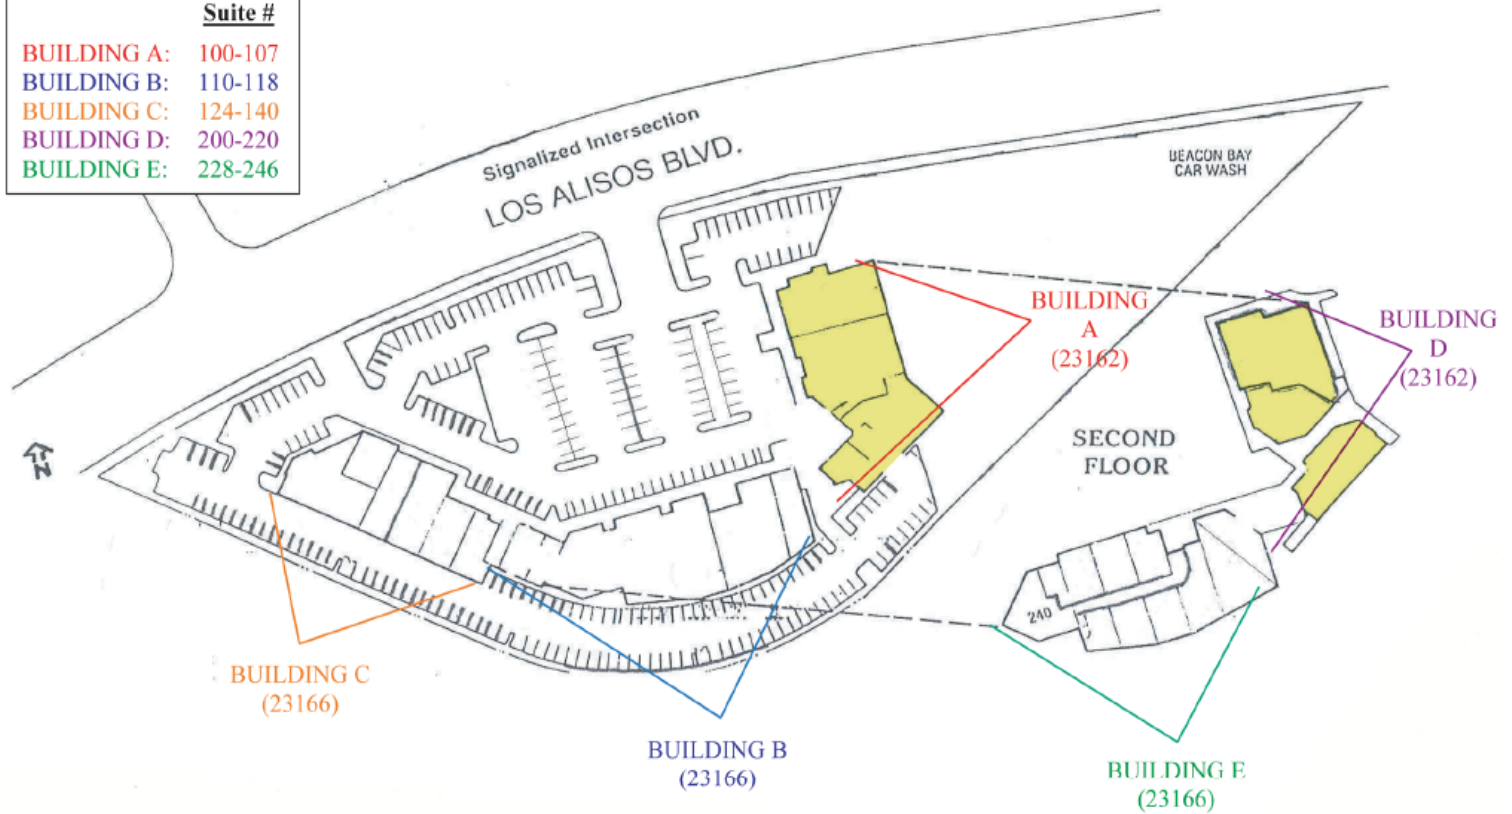 Suite #
BUILDING A: 100-107
BUILDING B: 110-118
BUILDING C: 124-140
BUILDING D: 200-220
BUILDING E: 228-246
Signalized Intersection
LOS ALISOS BLVD.
BEACON BAY
CAR WASH
BUILDING
A
(23162)
BUILDING
D
(23162)
SECOND
FLOOR
N
240
BUILDING C
(23166)
BUILDING B
(23166)
BUILDING E
(23166)